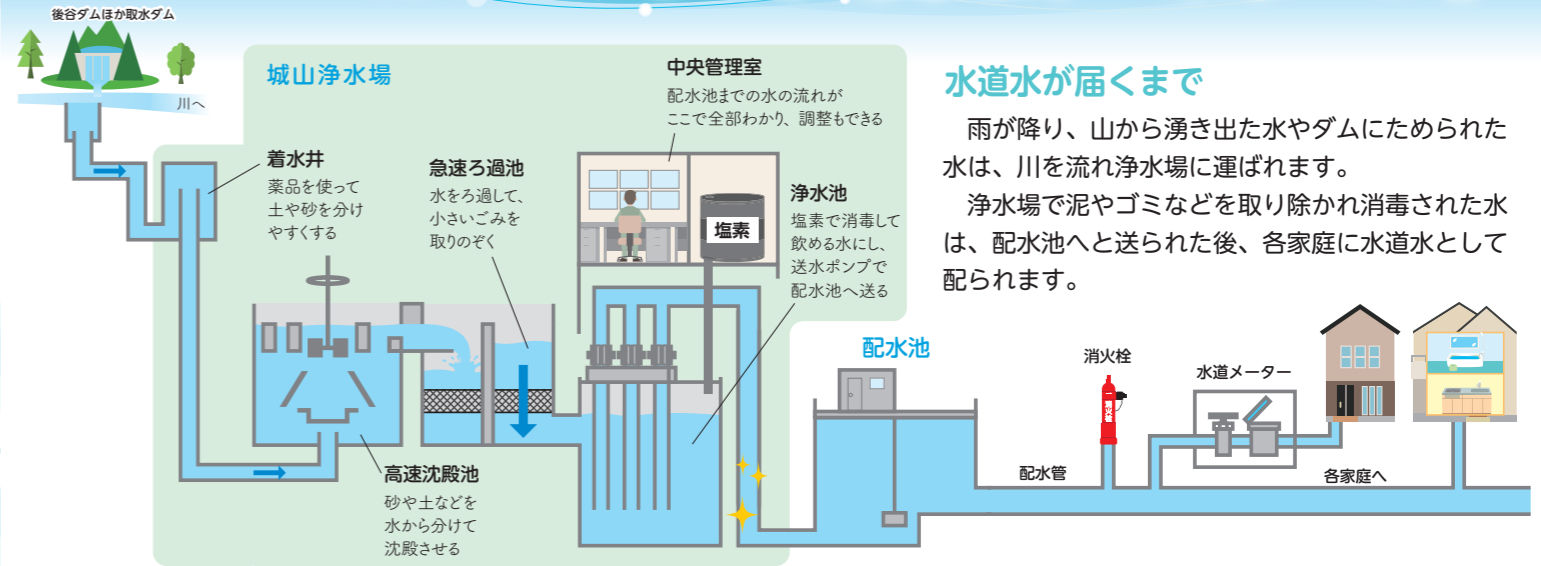 後谷ダムほか取水ダム
川へ
城山浄水場
着水井
薬品を使って
土や砂を分け
やすくする
急速ろ過池
水をろ過して、
小さいごみを
取りのぞく
中央管理室
配水池までの水の流れが
ここで全部わかり、調整もできる
塩素
浄水池
塩素で消毒して
飲める水にし、
送水ポンプで
配水池へ送る
高速沈殿池
砂や土などを
水から分けて
沈殿させる
水道水が届くまで
雨が降り、山から湧き出た水やダムにためられた
水は、川を流れ浄水場に運ばれます。
浄水場で泥やゴミなどを取り除かれ消毒された水
は、配水池へと送られた後、各家庭に水道水として
配られます。
配水池
消火栓
消火栓
水道メーター
配水管
各家庭へ